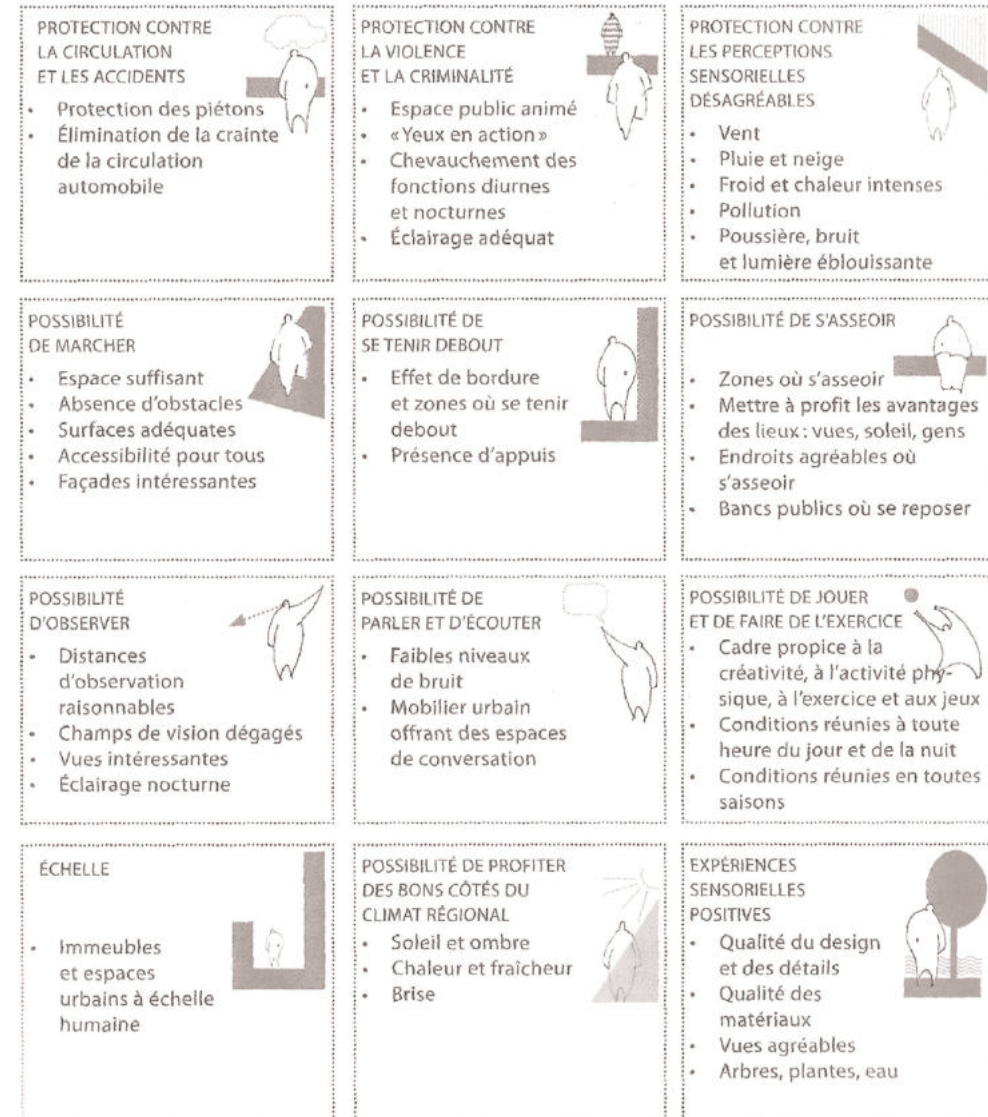 PROTECTION CONTRE
LA CIRCULATION
ET LES ACCIDENTS
• Protection des piétons
• Élimination de la crainte
de la circulation
automobile
PROTECTION CONTRE
LA VIOLENCE
ET LA CRIMINALITÉ
• Espace public animé
• «Yeux en action»
• Chevauchement des
fonctions diurnes
et nocturnes
• Éclairage adéquat
PROTECTION CONTRE
LES PERCEPTIONS
SENSORIELLES
DÉSAGRÉABLES
• Vent
• Pluie et neige
• Froid et chaleur intenses
• Pollution
• Poussière, bruit
et lumière éblouissante
POSSIBILITÉ
DE MARCHER
• Espace suffisant
• Absence d'obstacles
• Surfaces adéquates
• Accessibilité pour tous
• Façades intéressantes
POSSIBILITÉ DE
SE TENIR DEBOUT
• Effet de bordure
et zones où se tenir
debout
• Présence d'appuis
POSSIBILITÉ DE S'ASSEOIR
• Zones où s'asseoir
• Mettre à profit les avantages
des lieux : vues, soleil, gens
• Endroits agréables où
s'asseoir
• Bancs publics où se reposer
POSSIBILITÉ
D'OBSERVER
• Distances
d'observation
raisonnables
• Champs de vision dégagés
• Vues intéressantes
• Éclairage nocturne
POSSIBILITÉ DE
PARLER ET D'ÉCOUTER
• Faibles niveaux
de bruit
• Mobilier urbain
offrant des espaces
de conversation
POSSIBILITÉ DE JOUER
ET DE FAIRE DE L'EXERCICE
• Cadre propice à la
créativité, à l'activité phy-
sique, à l'exercice et aux jeux
• Conditions réunies à toute
heure du jour et de la nuit
• Conditions réunies en toutes
saisons
ÉCHELLE
• Immeubles
et espaces
urbains à échelle
humaine
POSSIBILITÉ DE PROFITER
DES BONS CÔTÉS DU
CLIMAT RÉGIONAL
• Soleil et ombre
• Chaleur et fraîcheur
• Brise
EXPÉRIENCES
SENSORIELLES
POSITIVES
• Qualité du design
et des détails
• Qualité des
matériaux
• Vues agréables
• Arbres, plantes, eau